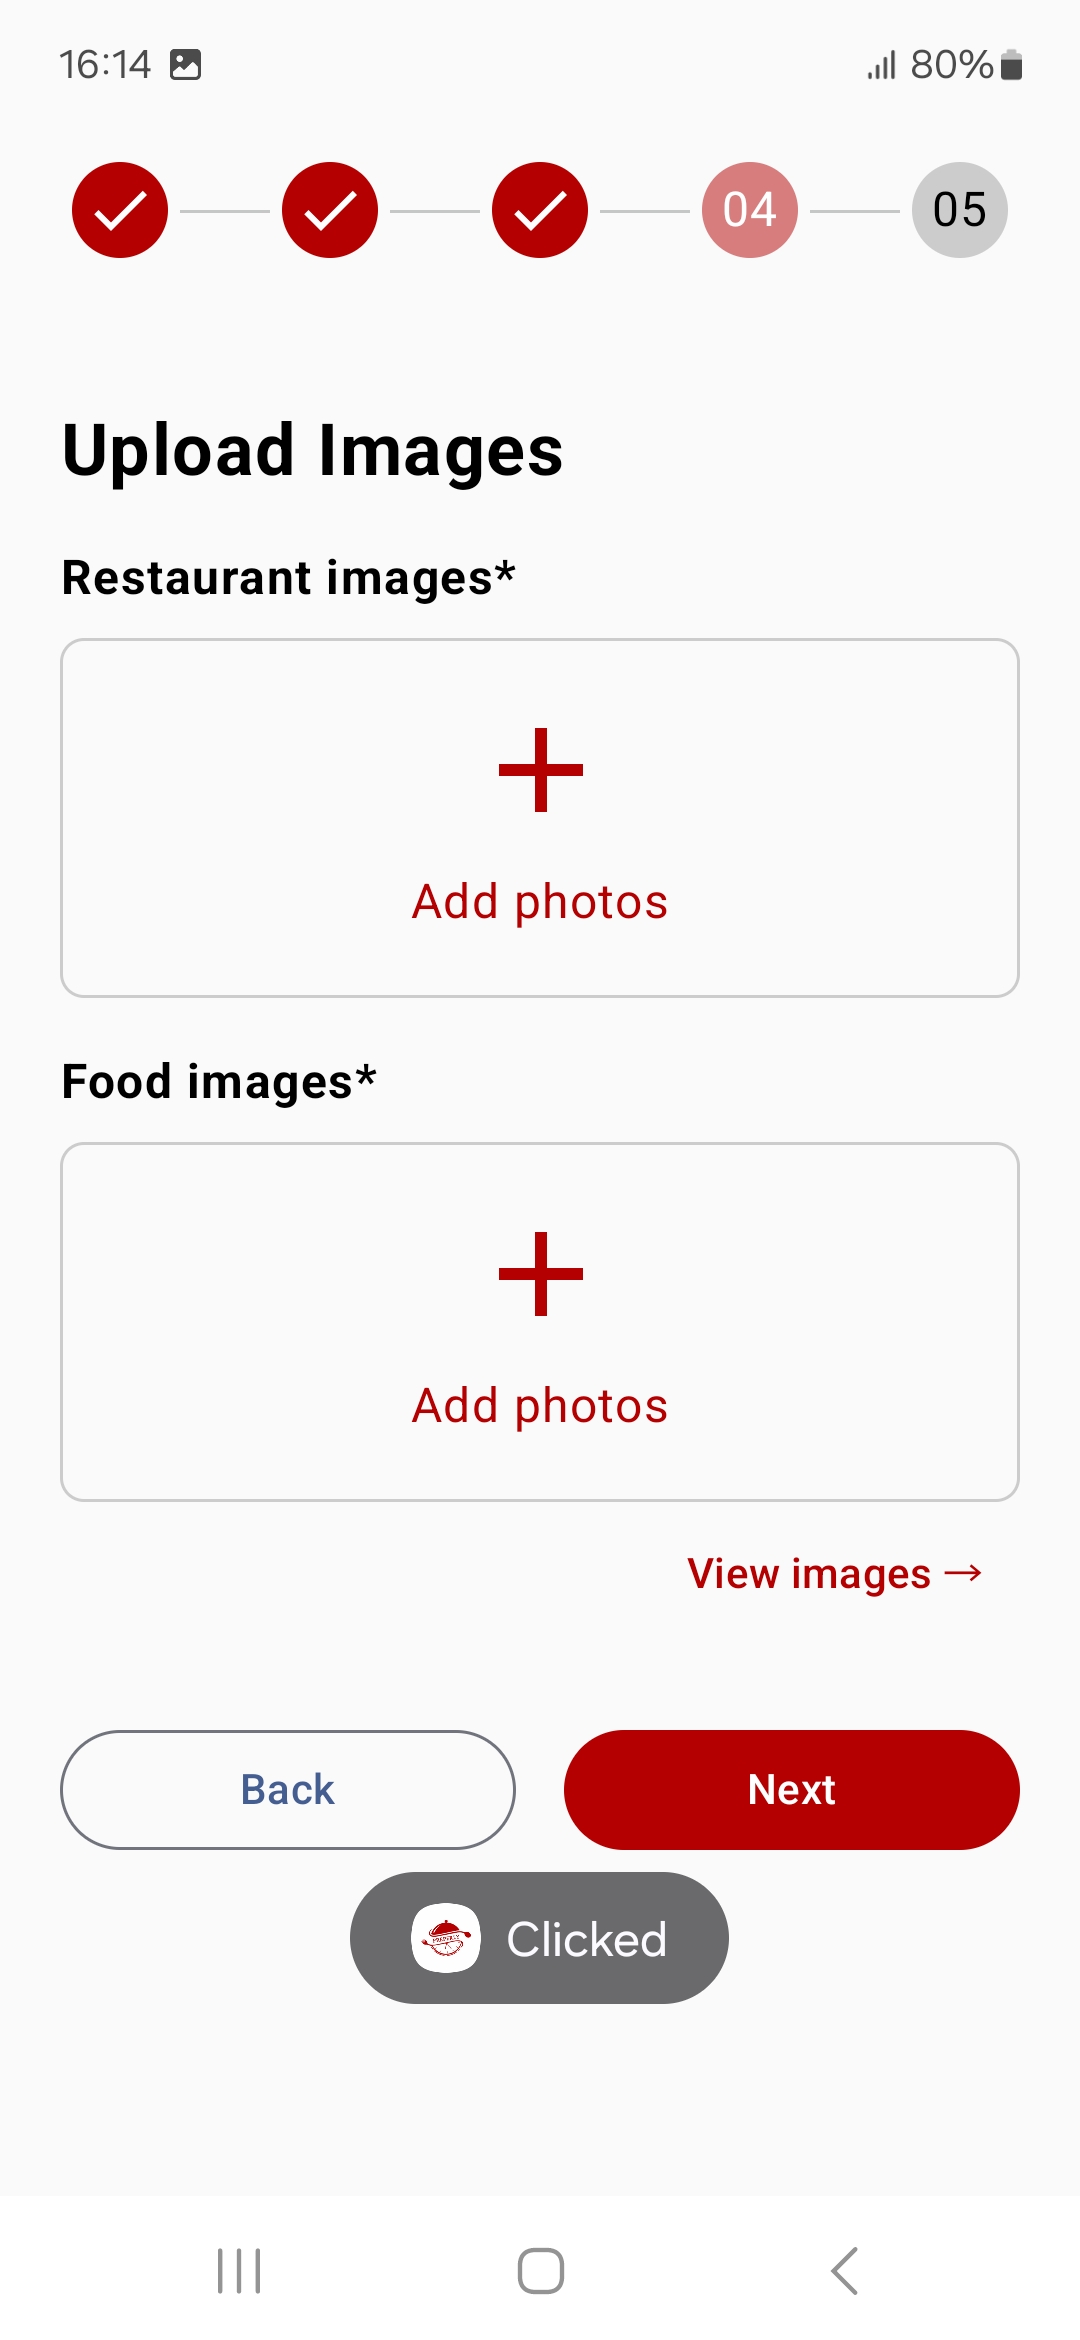 16:14
80%
04
05
Upload Images
Restaurant images*
Add photos
Food images*
Add photos
View images →
Back
Next
Clicked